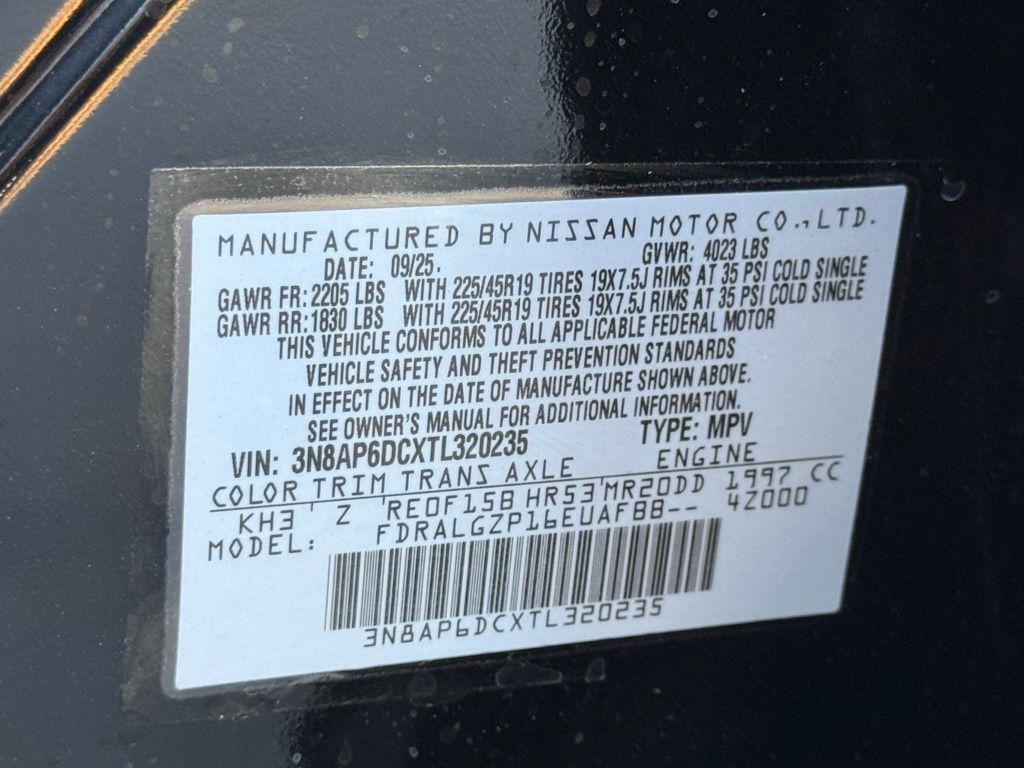 MANUFACTURED BY NISSAN MOTOR CO., LTD.
DATE: 09/25. GVWR: 4023 LBS
GAWR FR: 2205 LBS WITH 225/45R19 TIRES 19X7.5J RIMS AT 35 PSI COLD SINGLE
GAWR RR: 1830 LBS WITH 225/45R19 TIRES 19X7.5J RIMS AT 35 PSI COLD SINGLE
THIS VEHICLE CONFORMS TO ALL APPLICABLE FEDERAL MOTOR
VEHICLE SAFETY AND THEFT PREVENTION STANDARDS
IN EFFECT ON THE DATE OF MANUFACTURE SHOWN ABOVE.
SEE OWNER'S MANUAL FOR ADDITIONAL INFORMATION.
VIN: 3N8AP6DCXTL320235 TYPE: MPV
COLOR TRIM TRANS AXLE ENGINE
KH3 Z RE0F15B HR53 MR20DD 1997 CC
MODEL: FDRALGZP16EUAF8B-- 42000
3N8AP6DCXTL320235